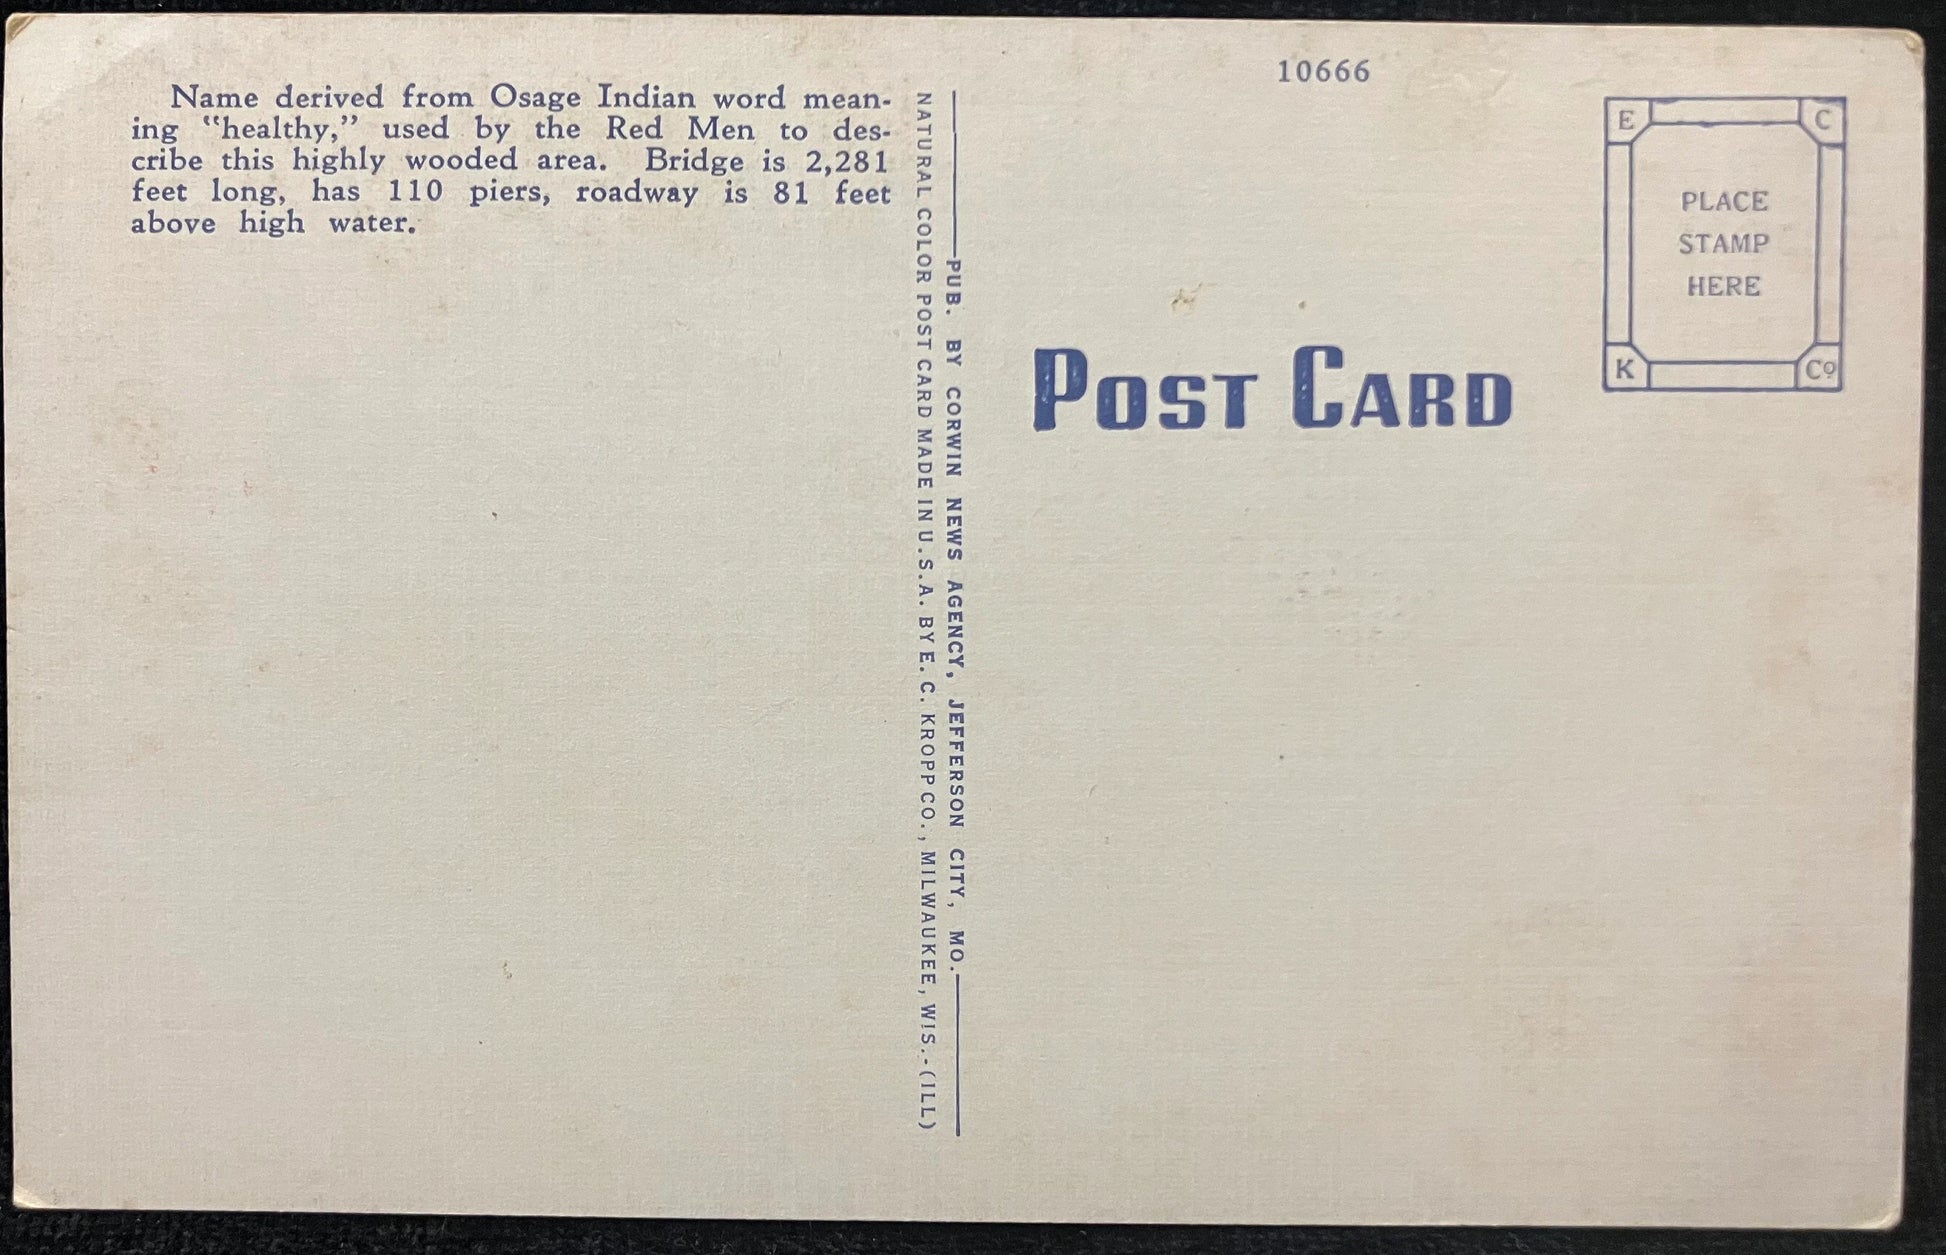 Name derived from Osage Indian word mean-
ing "healthy," used by the Red Men to des-
cribe this highly wooded area. Bridge is 2,281
feet long, has 110 piers, roadway is 81 feet
above high water.
NATURAL COLOR POST CARD MADE IN U.S.A. BY E. C. KROPP CO., MILWAUKEE, WIS.-(ILL)
PUB. BY CORWIN NEWS AGENCY, JEFFERSON CITY, MO.
10666
POST CARD
E C
PLACE
STAMP
HERE
K Co